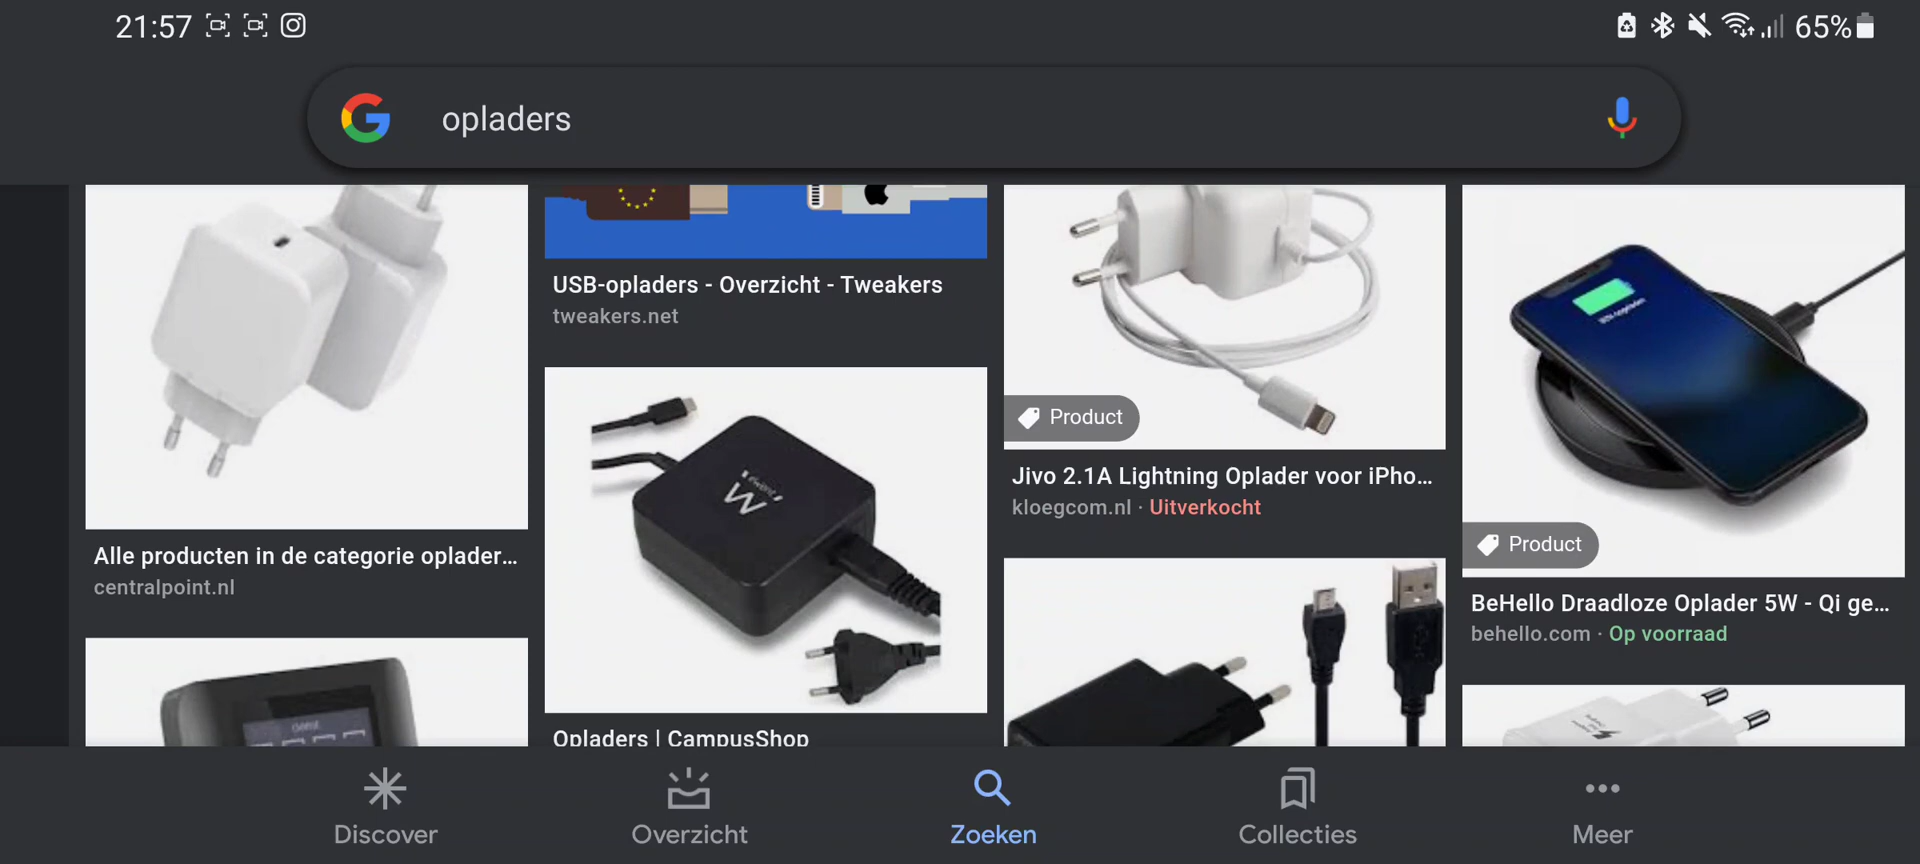 21:57
65%
opladers
USB-opladers - Overzicht - Tweakers
tweakers.net
Product
Jivo 2.1A Lightning Oplader voor iPho...
kloegcom.nl · Uitverkocht
Product
Alle producten in de categorie oplader...
centralpoint.nl
ewent
BeHello Draadloze Oplader 5W - Qi ge...
behello.com · Op voorraad
Opladers | CampusShop
Discover
Overzicht
Zoeken
Collecties
Meer